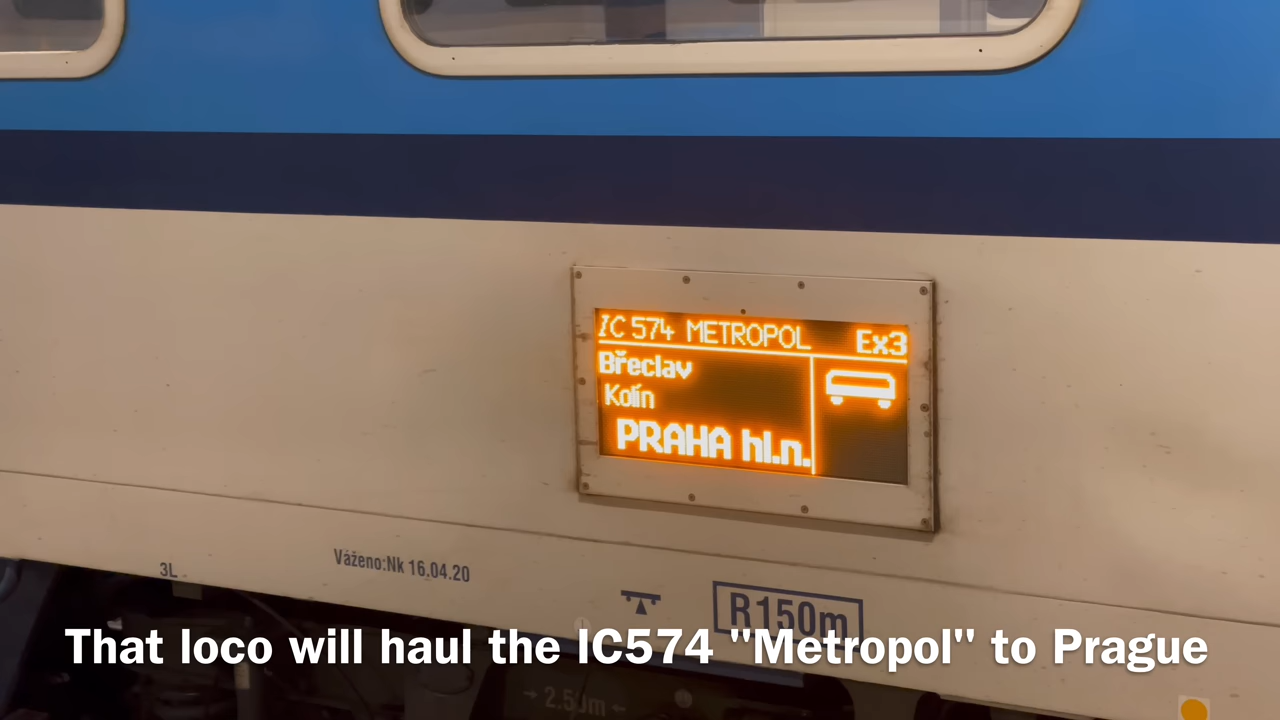 IC 574 METROPOL Ex3
Břeclav
Kolín
PRAHA hl.n.
3L
Váženo:Nk 16.04.20
R150m
That loco will haul the IC574 "Metropol" to Prague